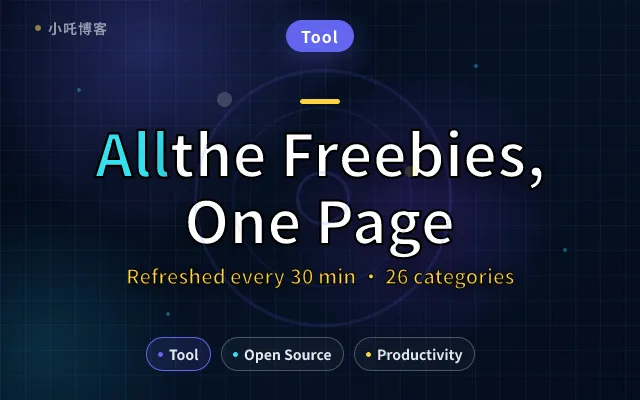 小吒博客
Tool
Allthe Freebies,
One Page
Refreshed every 30 min · 26 categories
Tool
Open Source
Productivity